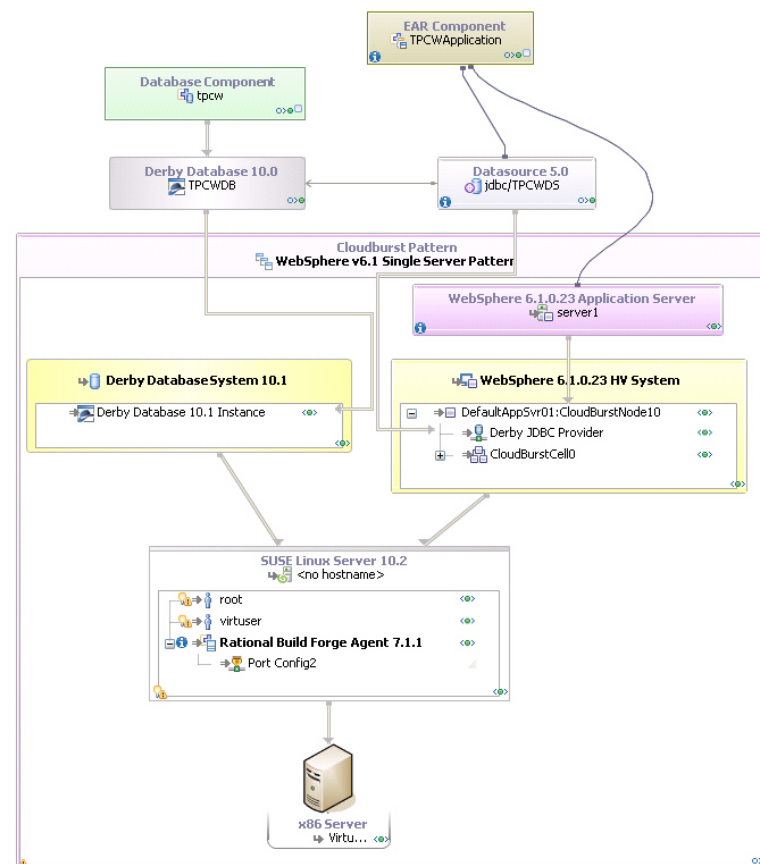 EAR Component
TPCWApplication
Database Component
tpcw
Derby Database 10.0
TPCWDB
Datasource 5.0
jdbc/TPCWDS
Cloudburst Pattern
WebSphere v6.1 Single Server Pattern
WebSphere 6.1.0.23 Application Server
server1
Derby Database System 10.1
Derby Database 10.1 Instance
WebSphere 6.1.0.23 HV System
DefaultAppSvr01:CloudBurstNode10
Derby JDBC Provider
CloudBurstCell0
SUSE Linux Server 10.2
<no hostname>
root
virtuser
Rational Build Forge Agent 7.1.1
Port Config2
x86 Server
Virtu...